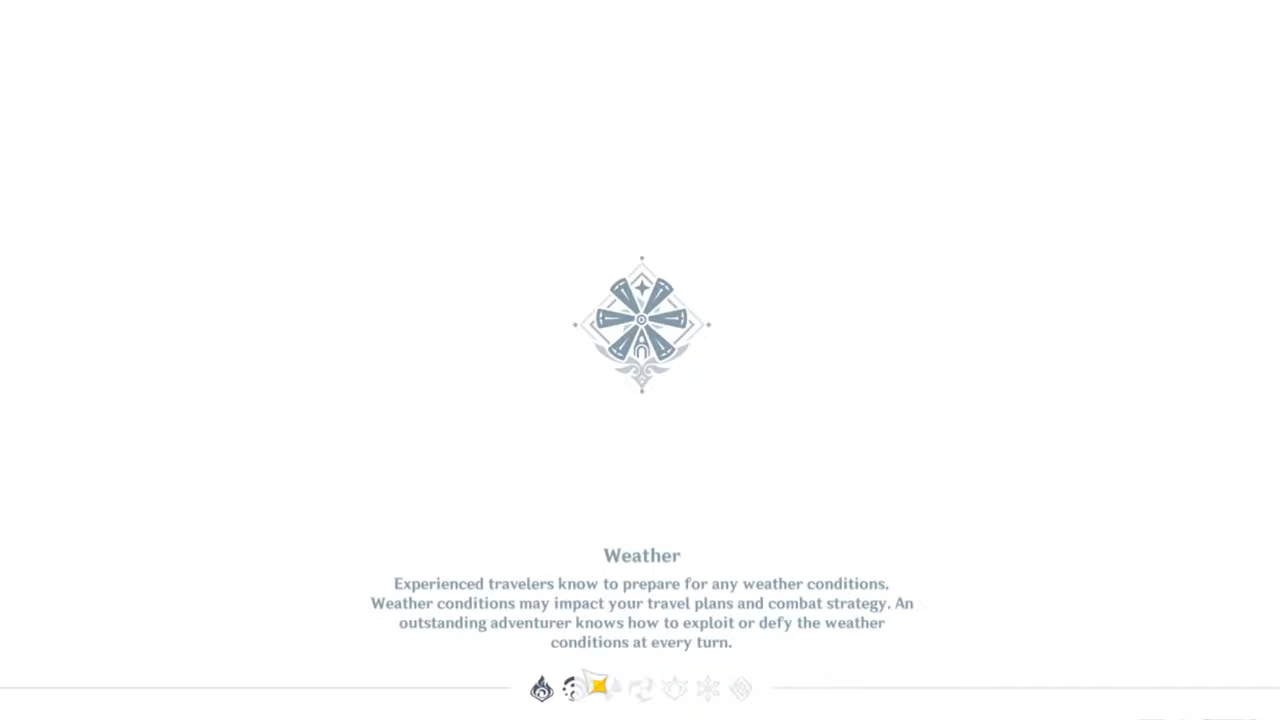 Weather
Experienced travelers know to prepare for any weather conditions.
Weather conditions may impact your travel plans and combat strategy. An
outstanding adventurer knows how to exploit or defy the weather
conditions at every turn.